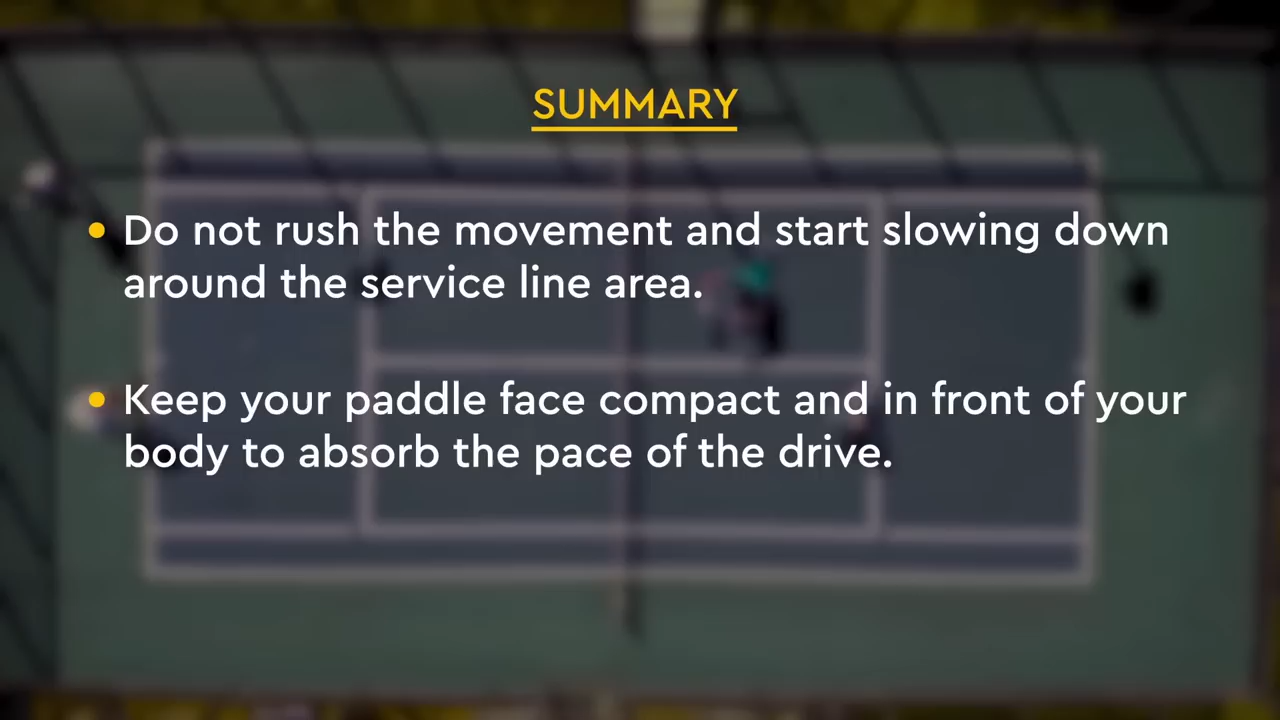 SUMMARY
• Do not rush the movement and start slowing down
around the service line area.
• Keep your paddle face compact and in front of your
body to absorb the pace of the drive.